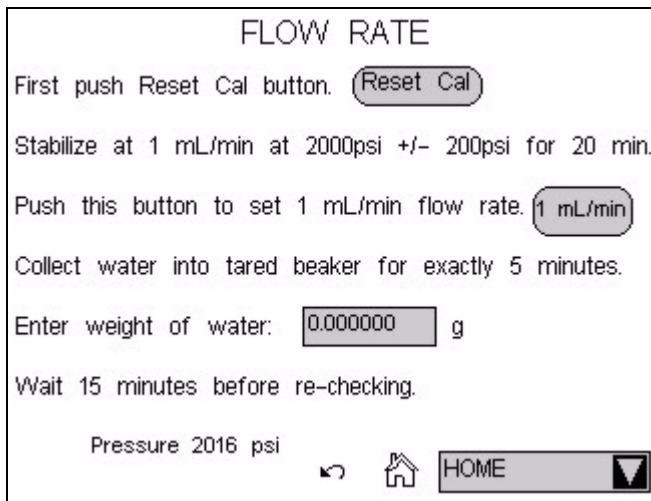 FLOW RATE
First push Reset Cal button. Reset Cal
Stabilize at 1 mL/min at 2000psi +/- 200psi for 20 min.
Push this button to set 1 mL/min flow rate. 1 mL/min
Collect water into tared beaker for exactly 5 minutes.
Enter weight of water: 0.000000 g
Wait 15 minutes before re-checking.
Pressure 2016 psi
HOME